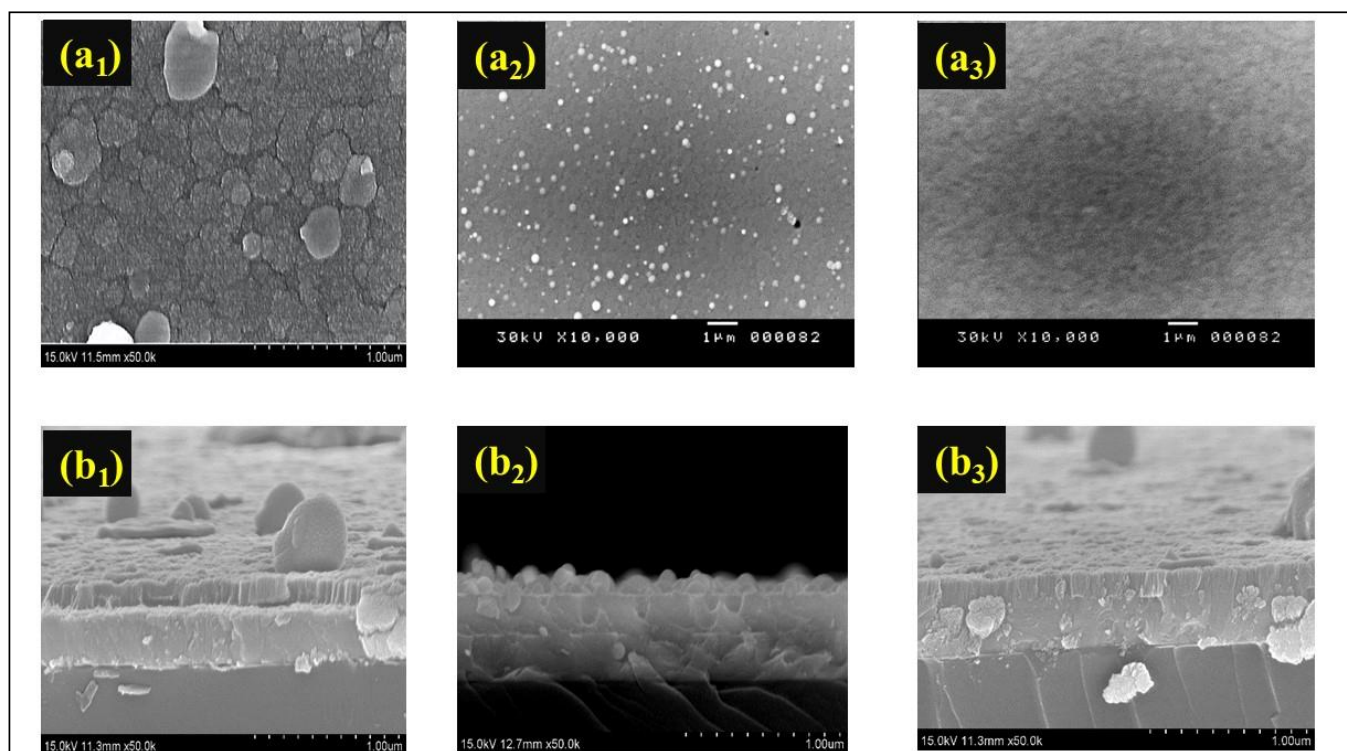 (a₁)
(a₂)
(a₃)
15.0kV 11.5mm x50.0k 1.00um
30kV X10,000 1µm 000082
30kV X10,000 1µm 000082
(b₁)
(b₂)
(b₃)
15.0kV 11.3mm x50.0k 1.00um
15.0kV 12.7mm x50.0k 1.00um
15.0kV 11.3mm x50.0k 1.00um